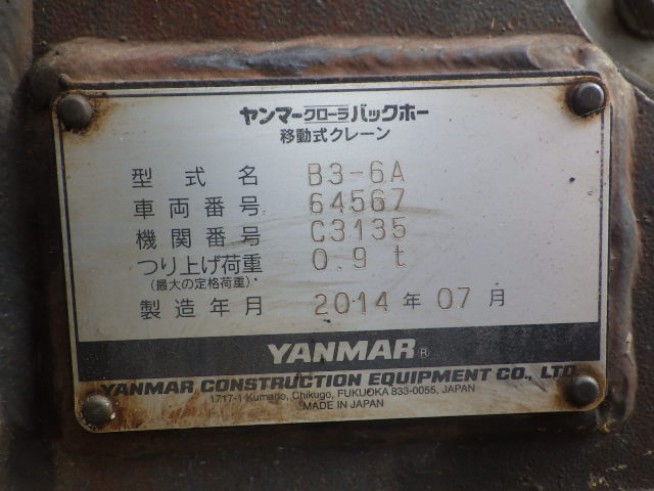 ヤンマークローラバックホー
移動式クレーン
型式名 B3-6A
車両番号 64567
機関番号 C3135
つり上げ荷重 0.9 t
(最大の定格荷重)
製造年月 2014年07月
YANMAR®
YANMAR CONSTRUCTION EQUIPMENT CO., LTD.
1717-1 Kumano, Chikugo, FUKUOKA 833-0055, JAPAN
MADE IN JAPAN